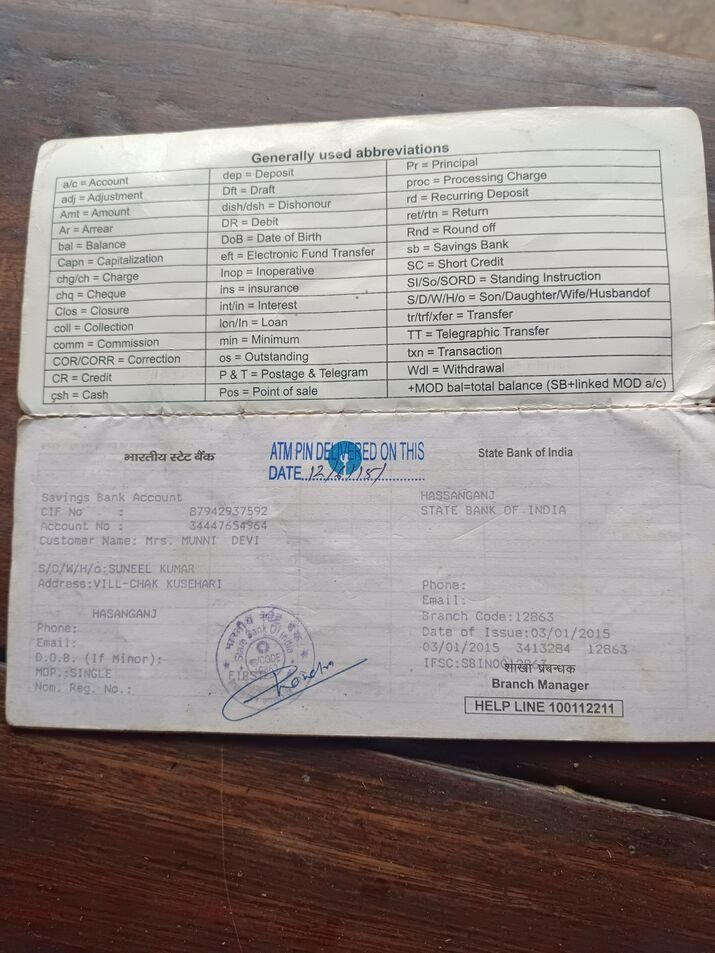 Generally used abbreviations
a/c = Account
adj = Adjustment
Amt = Amount
Ar = Arrear
bal = Balance
Capn = Capitalization
chg/ch = Charge
chq = Cheque
Clos = Closure
coll = Collection
comm = Commission
COR/CORR = Correction
CR = Credit
çsh = Cash
dep = Deposit
Dft = Draft
dish/dsh = Dishonour
DR = Debit
DoB = Date of Birth
eft = Electronic Fund Transfer
Inop = Inoperative
ins = insurance
int/in = Interest
lon/ln = Loan
min = Minimum
os = Outstanding
P & T = Postage & Telegram
Pos = Point of sale
Pr = Principal
proc = Processing Charge
rd = Recurring Deposit
ret/rtn = Return
Rnd = Round off
sb = Savings Bank
SC = Short Credit
SI/So/SORD = Standing Instruction
S/D/W/H/o = Son/Daughter/Wife/Husbandof
tr/trf/xfer = Transfer
TT = Telegraphic Transfer
txn = Transaction
Wdl = Withdrawal
+MOD bal=total balance (SB+linked MOD a/c)
भारतीय स्टेट बैंक
ATM PIN DELIVERED ON THIS
DATE
State Bank of India
Savings Bank Account
CIF No : 87942937592
Account No : 34447654964
Customer Name: Mrs. MUNNI DEVI
S/D/W/H/o:SUNEEL KUMAR
Address:VILL-CHAK KUSEHARI
HASANGANJ
Phone:
Email:
D.O.B. (If Minor):
MOP.:SINGLE
Nom. Reg. No.:
भारतीय स्टेट बैंक
State Bank Of India
CODE
HASSANGANJ
STATE BANK OF INDIA
Phone:
Email:
Branch Code:12863
Date of Issue:03/01/2015
03/01/2015 3413284 12863
IFSC:SBIN0012863
शाखा प्रबन्धक
Branch Manager
HELP LINE 100112211